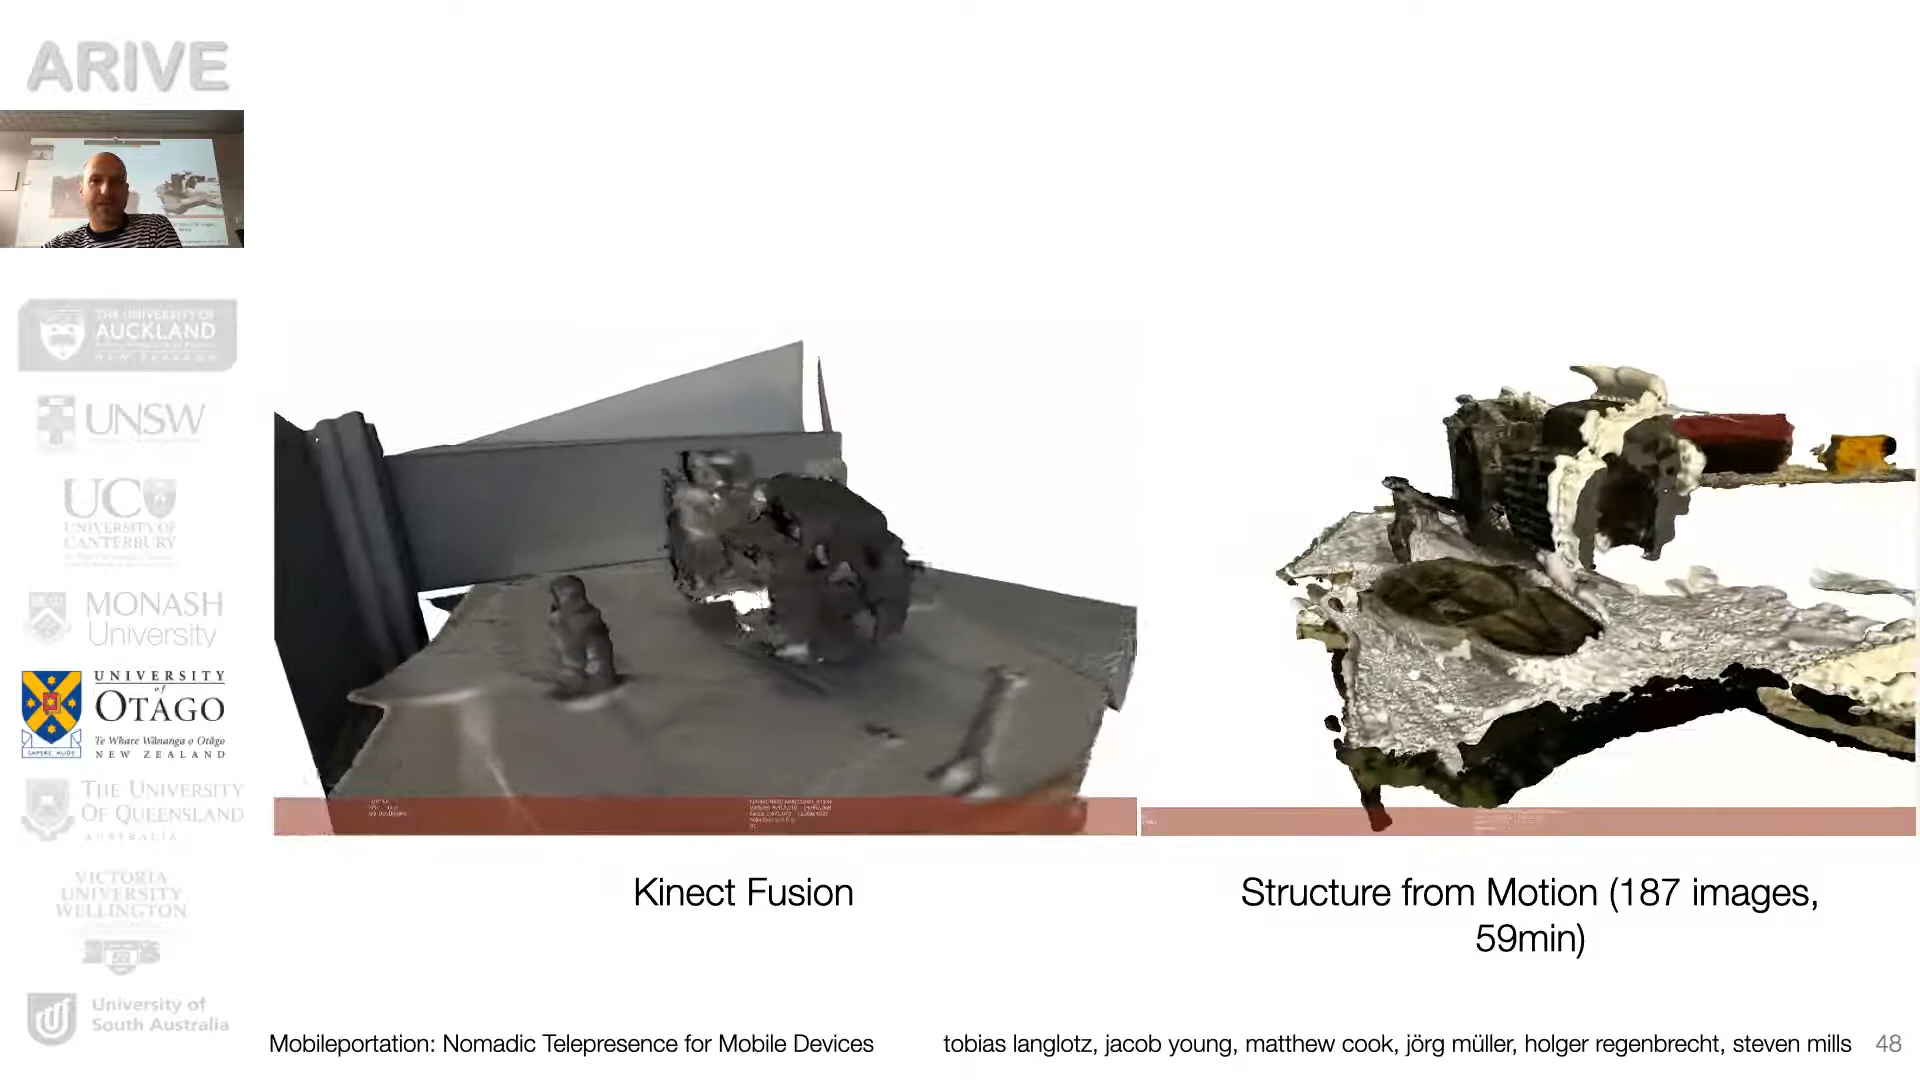 ARIVE
THE UNIVERSITY OF
AUCKLAND
NEW ZEALAND
UNSW
UC
UNIVERSITY OF
CANTERBURY
MONASH
University
UNIVERSITY
of
OTAGO
Te Whare Wānanga o Otāgo
NEW ZEALAND
SAPERE AUDE
THE UNIVERSITY
OF QUEENSLAND
AUSTRALIA
VICTORIA
UNIVERSITY
WELLINGTON
University of
South Australia
Kinect Fusion
Structure from Motion (187 images,
59min)
Mobileportation: Nomadic Telepresence for Mobile Devices
tobias langlotz, jacob young, matthew cook, jörg müller, holger regenbrecht, steven mills 48